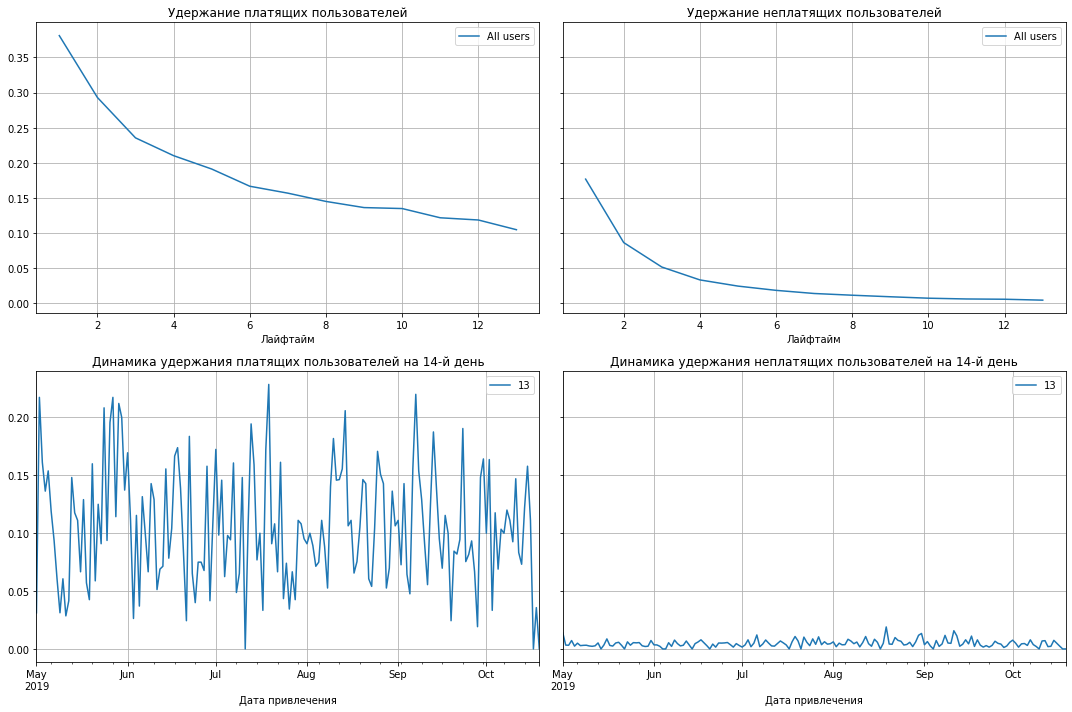 Удержание платящих пользователей
All users
0.35
0.30
0.25
0.20
0.15
0.10
0.05
0.00
2 4 6 8 10 12
Лайфтайм
Удержание неплатящих пользователей
All users
2 4 6 8 10 12
Лайфтайм
Динамика удержания платящих пользователей на 14-й день
13
0.20
0.15
0.10
0.05
0.00
May Jun Jul Aug Sep Oct
2019
Дата привлечения
Динамика удержания неплатящих пользователей на 14-й день
13
May Jun Jul Aug Sep Oct
2019
Дата привлечения